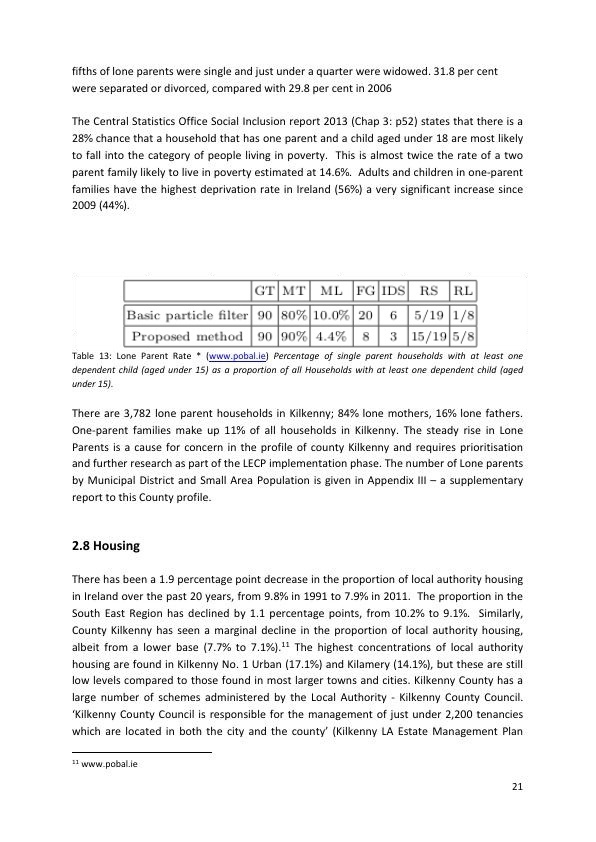 fifths of lone parents were single and just under a quarter were widowed. 31.8 per cent
were separated or divorced, compared with 29.8 per cent in 2006
The Central Statistics Office Social Inclusion report 2013 (Chap 3: p52) states that there is a
28% chance that a household that has one parent and a child aged under 18 are most likely
to fall into the category of people living in poverty.  This is almost twice the rate of a two
parent family likely to live in poverty estimated at 14.6%.  Adults and children in one-parent
families have the highest deprivation rate in Ireland (56%) a very significant increase since
2009 (44%).
GT MT ML FG IDS RS RL
Basic particle filter 90 80% 10.0% 20 6 5/19 1/8
Proposed method 90 90% 4.4% 8 3 15/19 5/8
Table 13: Lone Parent Rate * (www.pobal.ie) Percentage of single parent households with at least one
dependent child (aged under 15) as a proportion of all Households with at least one dependent child (aged
under 15).
There are 3,782 lone parent households in Kilkenny; 84% lone mothers, 16% lone fathers.
One-parent families make up 11% of all households in Kilkenny. The steady rise in Lone
Parents is a cause for concern in the profile of county Kilkenny and requires prioritisation
and further research as part of the LECP implementation phase. The number of Lone parents
by Municipal District and Small Area Population is given in Appendix III – a supplementary
report to this County profile.
2.8 Housing
There has been a 1.9 percentage point decrease in the proportion of local authority housing
in Ireland over the past 20 years, from 9.8% in 1991 to 7.9% in 2011.  The proportion in the
South East Region has declined by 1.1 percentage points, from 10.2% to 9.1%.  Similarly,
County Kilkenny has seen a marginal decline in the proportion of local authority housing,
albeit from a lower base (7.7% to 7.1%).11 The highest concentrations of local authority
housing are found in Kilkenny No. 1 Urban (17.1%) and Kilamery (14.1%), but these are still
low levels compared to those found in most larger towns and cities. Kilkenny County has a
large number of schemes administered by the Local Authority - Kilkenny County Council.
‘Kilkenny County Council is responsible for the management of just under 2,200 tenancies
which are located in both the city and the county’ (Kilkenny LA Estate Management Plan
11 www.pobal.ie
21